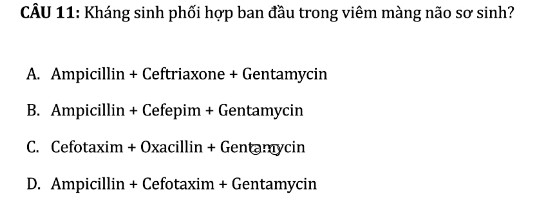 CÂU 11: Kháng sinh phối hợp ban đầu trong viêm màng não sơ sinh?
A. Ampicillin + Ceftriaxone + Gentamycin
B. Ampicillin + Cefepim + Gentamycin
C. Cefotaxim + Oxacillin + Gentamycin
D. Ampicillin + Cefotaxim + Gentamycin